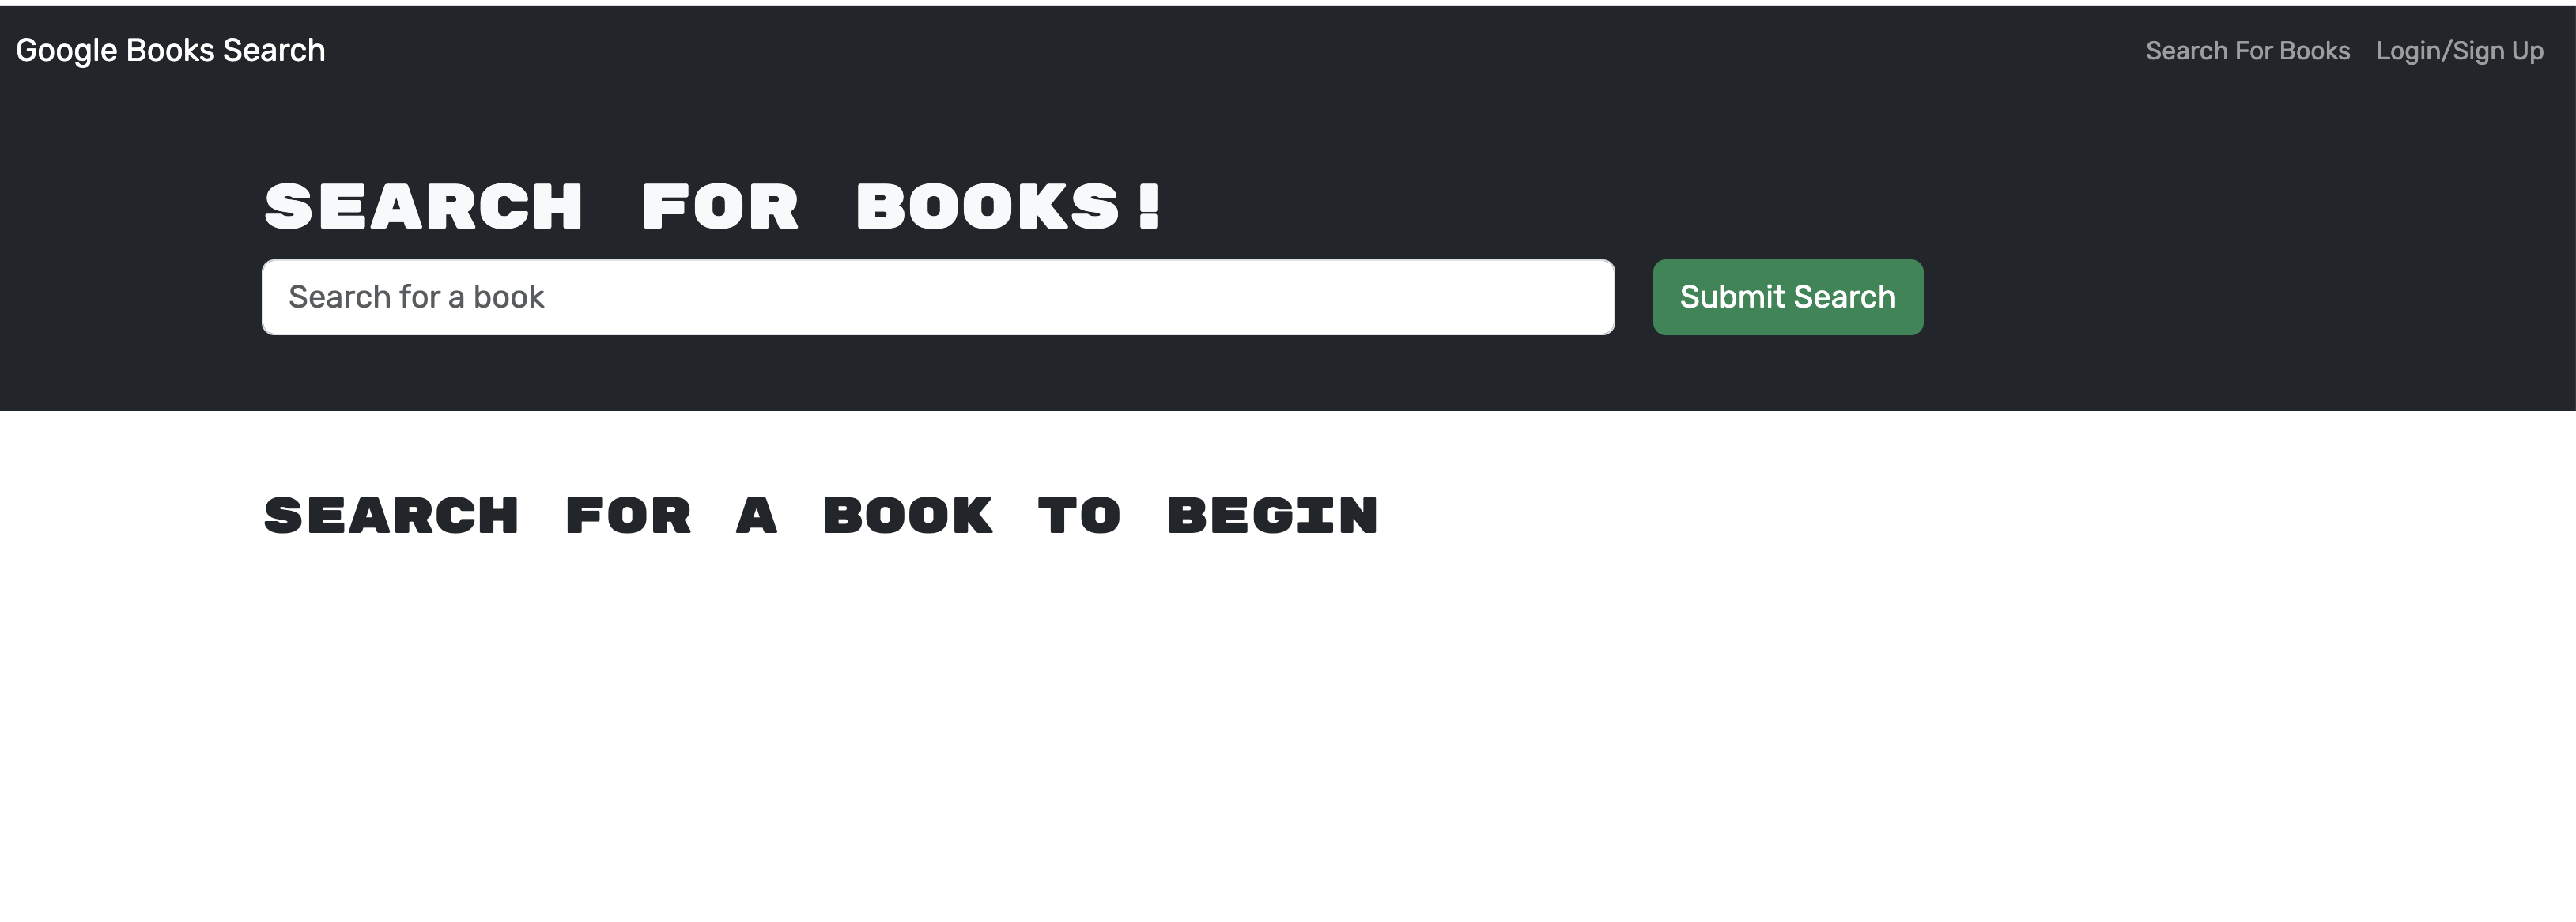 Google Books Search
Search For Books
Login/Sign Up
SEARCH FOR BOOKS!
Search for a book
Submit Search
SEARCH FOR A BOOK TO BEGIN